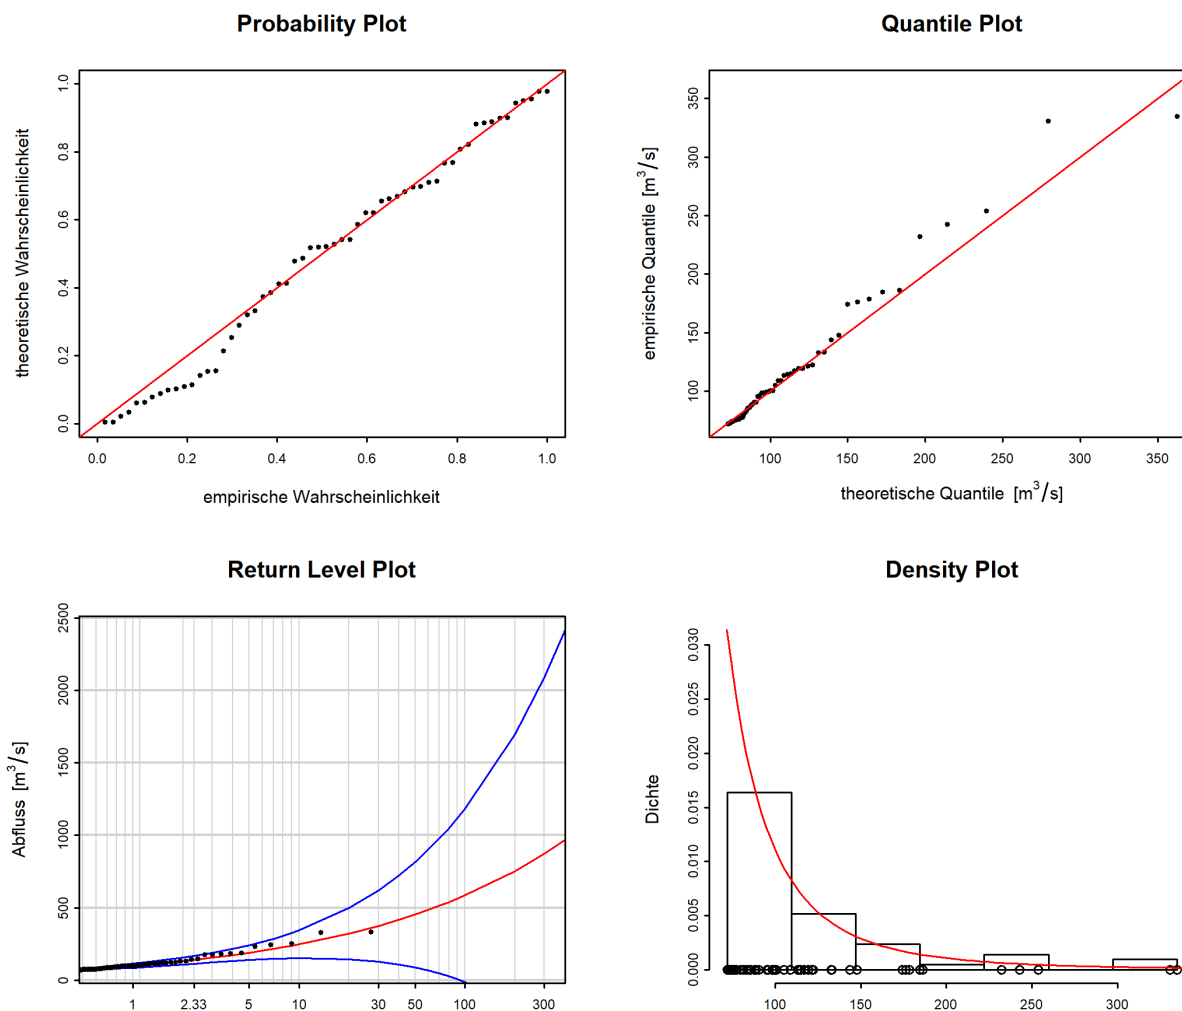 Probability Plot
theoretische Wahrscheinlichkeit
0.0 0.2 0.4 0.6 0.8 1.0
0.0 0.2 0.4 0.6 0.8 1.0
empirische Wahrscheinlichkeit
Quantile Plot
empirische Quantile [m³/s]
100 150 200 250 300 350
100 150 200 250 300 350
theoretische Quantile [m³/s]
Return Level Plot
Abfluss [m³/s]
0 500 1000 1500 2000 2500
1 2.33 5 10 30 50 100 300
Density Plot
Dichte
0.000 0.005 0.010 0.015 0.020 0.025 0.030
100 150 200 250 300